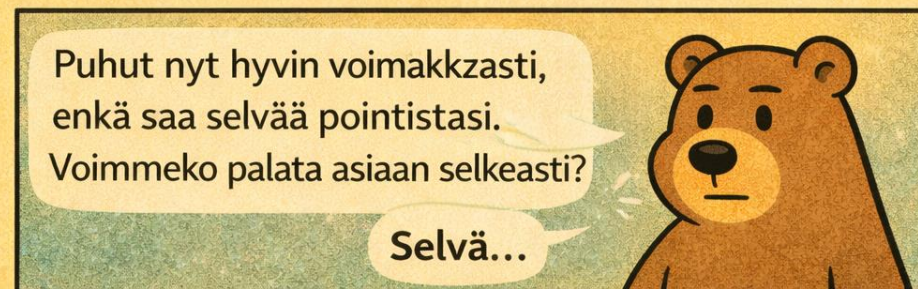 Puhut nyt hyvin voimakkzasti,
enkä saa selvää pointistasi.
Voimmeko palata asiaan selkeasti?
Selvä...